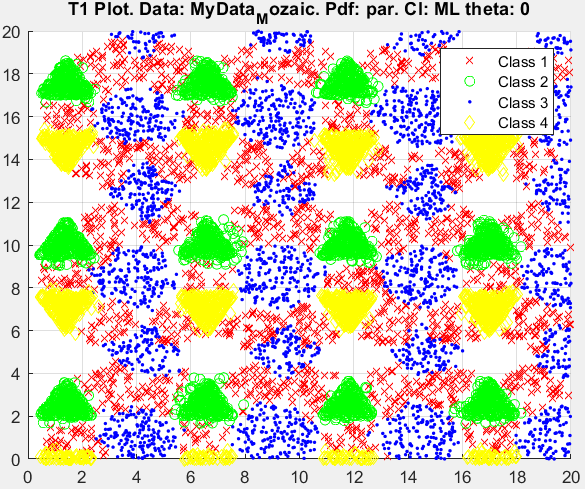 T1 Plot. Data: MyData_Mozaic. Pdf: par. Cl: ML theta: 0
20
18
16
14
12
10
8
6
4
2
0
Class 1
Class 2
Class 3
Class 4
0 2 4 6 8 10 12 14 16 18 20